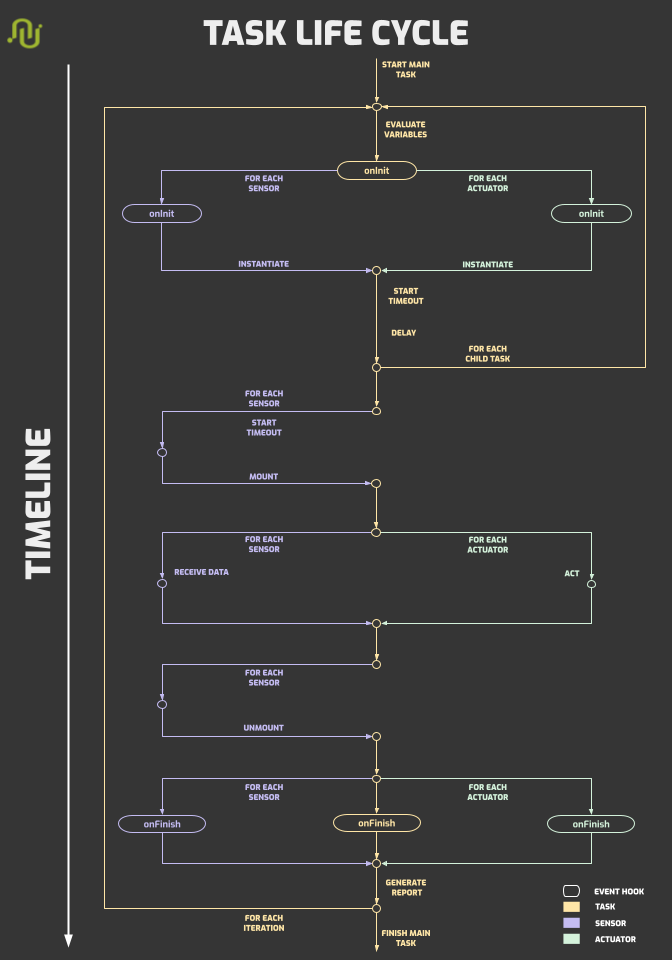 TASK LIFE CYCLE
START MAIN
TASK
EVALUATE
VARIABLES
onInit
FOR EACH
SENSOR
FOR EACH
ACTUATOR
onInit
onInit
INSTANTIATE
INSTANTIATE
START
TIMEOUT
DELAY
FOR EACH
CHILD TASK
FOR EACH
SENSOR
START
TIMEOUT
TIMELINE
MOUNT
FOR EACH
SENSOR
FOR EACH
ACTUATOR
RECEIVE DATA
ACT
FOR EACH
SENSOR
UNMOUNT
FOR EACH
SENSOR
FOR EACH
ACTUATOR
onFinish
onFinish
onFinish
GENERATE
REPORT
FOR EACH
ITERATION
FINISH MAIN
TASK
EVENT HOOK
TASK
SENSOR
ACTUATOR